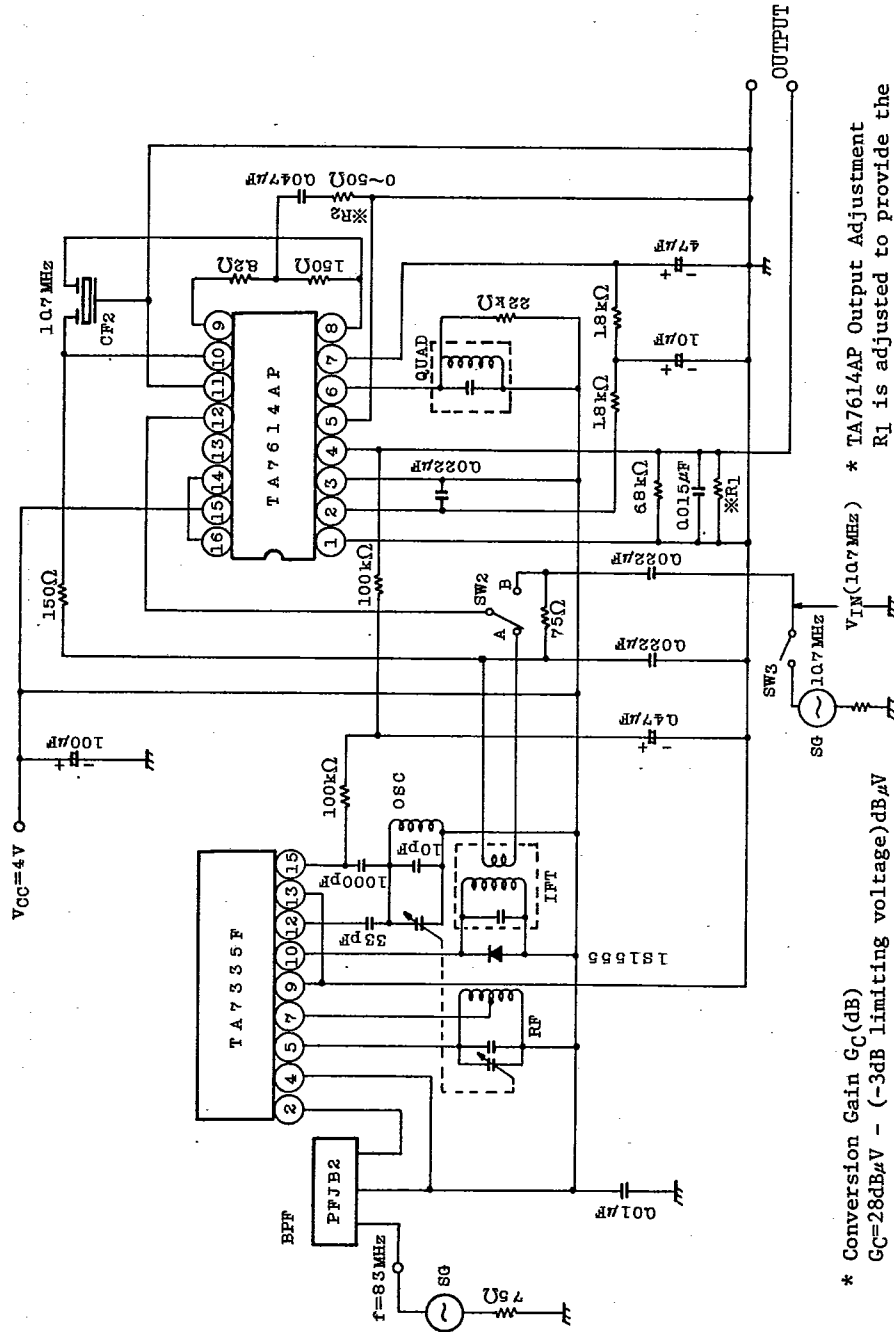 VCC=4V
100μF
+
-
TA7335F
2
4
5
7
9
10
12
13
15
BPF
PFJB2
f=83MHz
SG
75Ω
0.01μF
RF
1S1555
IFT
33pF
1000pF
10pF
OSC
100kΩ
100kΩ
0.47μF
+
-
150Ω
SW2
A
B
75Ω
0.022μF
0.022μF
SW3
SG
10.7MHz
VIN(10.7MHz)
TA7614AP
16
15
14
13
12
11
10
9
1
2
3
4
5
6
7
8
10.7MHz
CF2
8.2Ω
150Ω
0.047μF
0~50Ω
※R2
0.022μF
QUAD
22kΩ
1.8kΩ
1.8kΩ
10μF
+
-
47μF
+
-
6.8kΩ
0.015μF
※R1
OUTPUT
* Conversion Gain GC(dB)
GC=28dBμV - (-3dB limiting voltage)dBμV
* TA7614AP Output Adjustment
R1 is adjusted to provide the